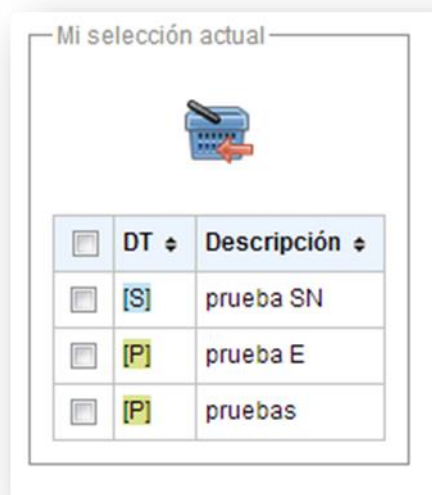 Mi selección actual
DT Descripción
[S] prueba SN
[P] prueba E
[P] pruebas